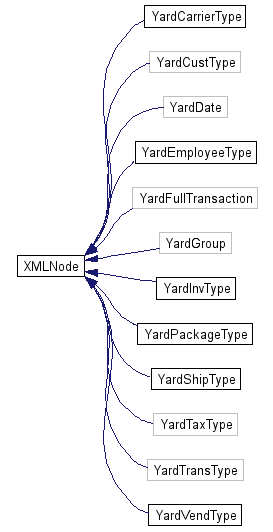 YardCarrierType
YardCustType
YardDate
YardEmployeeType
YardFullTransaction
YardGroup
XMLNode
YardInvType
YardPackageType
YardShipType
YardTaxType
YardTransType
YardVendType